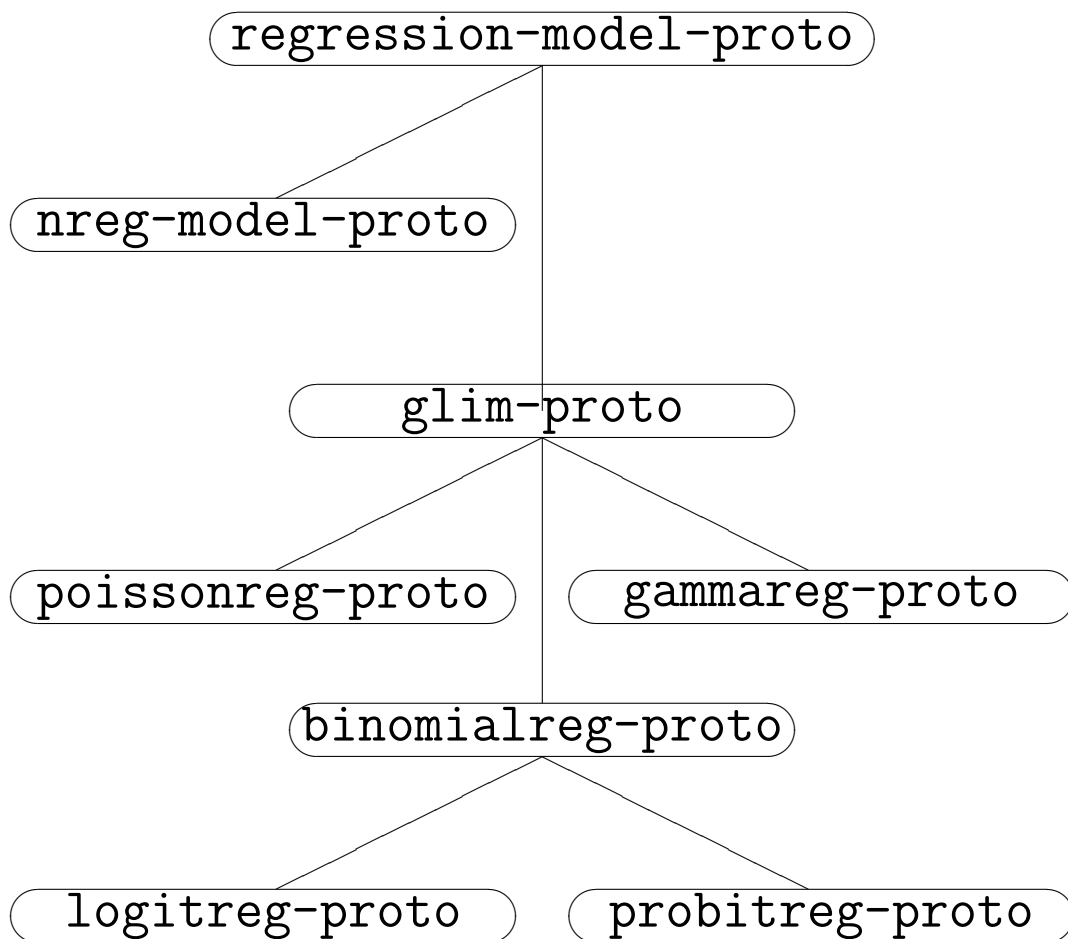 regression-model-proto
nreg-model-proto
glim-proto
poissonreg-proto
gammareg-proto
binomialreg-proto
logitreg-proto
probitreg-proto